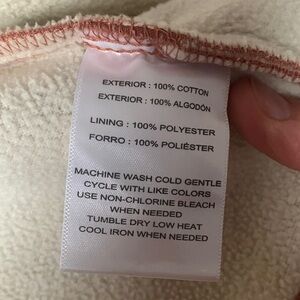 EXTERIOR : 100% COTTON
EXTERIOR : 100% ALGODÓN
LINING : 100% POLYESTER
FORRO : 100% POLIÉSTER
MACHINE WASH COLD GENTLE
CYCLE WITH LIKE COLORS
USE NON-CHLORINE BLEACH
WHEN NEEDED
TUMBLE DRY LOW HEAT
COOL IRON WHEN NEEDED